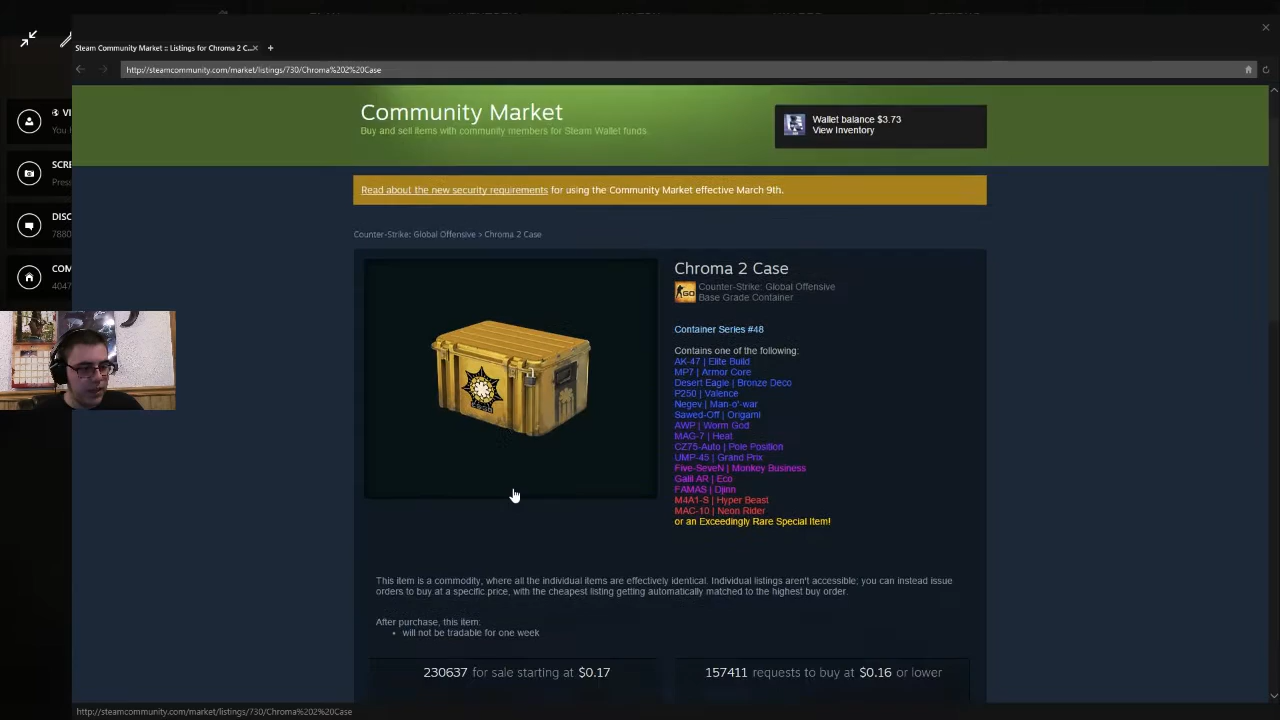 Steam Community Market :: Listings for Chroma 2 C...
http://steamcommunity.com/market/listings/730/Chroma%202%20Case
Community Market
Buy and sell items with community members for Steam Wallet funds
Wallet balance $3.73
View Inventory
VI
You
SCRE
Press
DISC
7880
COM
4047
Read about the new security requirements for using the Community Market effective March 9th.
Counter-Strike: Global Offensive > Chroma 2 Case
Chroma 2 Case
Counter-Strike: Global Offensive
Base Grade Container
Container Series #48
Contains one of the following:
AK-47 | Elite Build
MP7 | Armor Core
Desert Eagle | Bronze Deco
P250 | Valence
Negev | Man-o'-war
Sawed-Off | Origami
AWP | Worm God
MAG-7 | Heat
CZ75-Auto | Pole Position
UMP-45 | Grand Prix
Five-SeveN | Monkey Business
Galil AR | Eco
FAMAS | Djinn
M4A1-S | Hyper Beast
MAC-10 | Neon Rider
or an Exceedingly Rare Special Item!
This item is a commodity, where all the individual items are effectively identical. Individual listings aren't accessible; you can instead issue
orders to buy at a specific price, with the cheapest listing getting automatically matched to the highest buy order.
After purchase, this item:
• will not be tradable for one week
230637 for sale starting at $0.17
157411 requests to buy at $0.16 or lower
http://steamcommunity.com/market/listings/730/Chroma%202%20Case